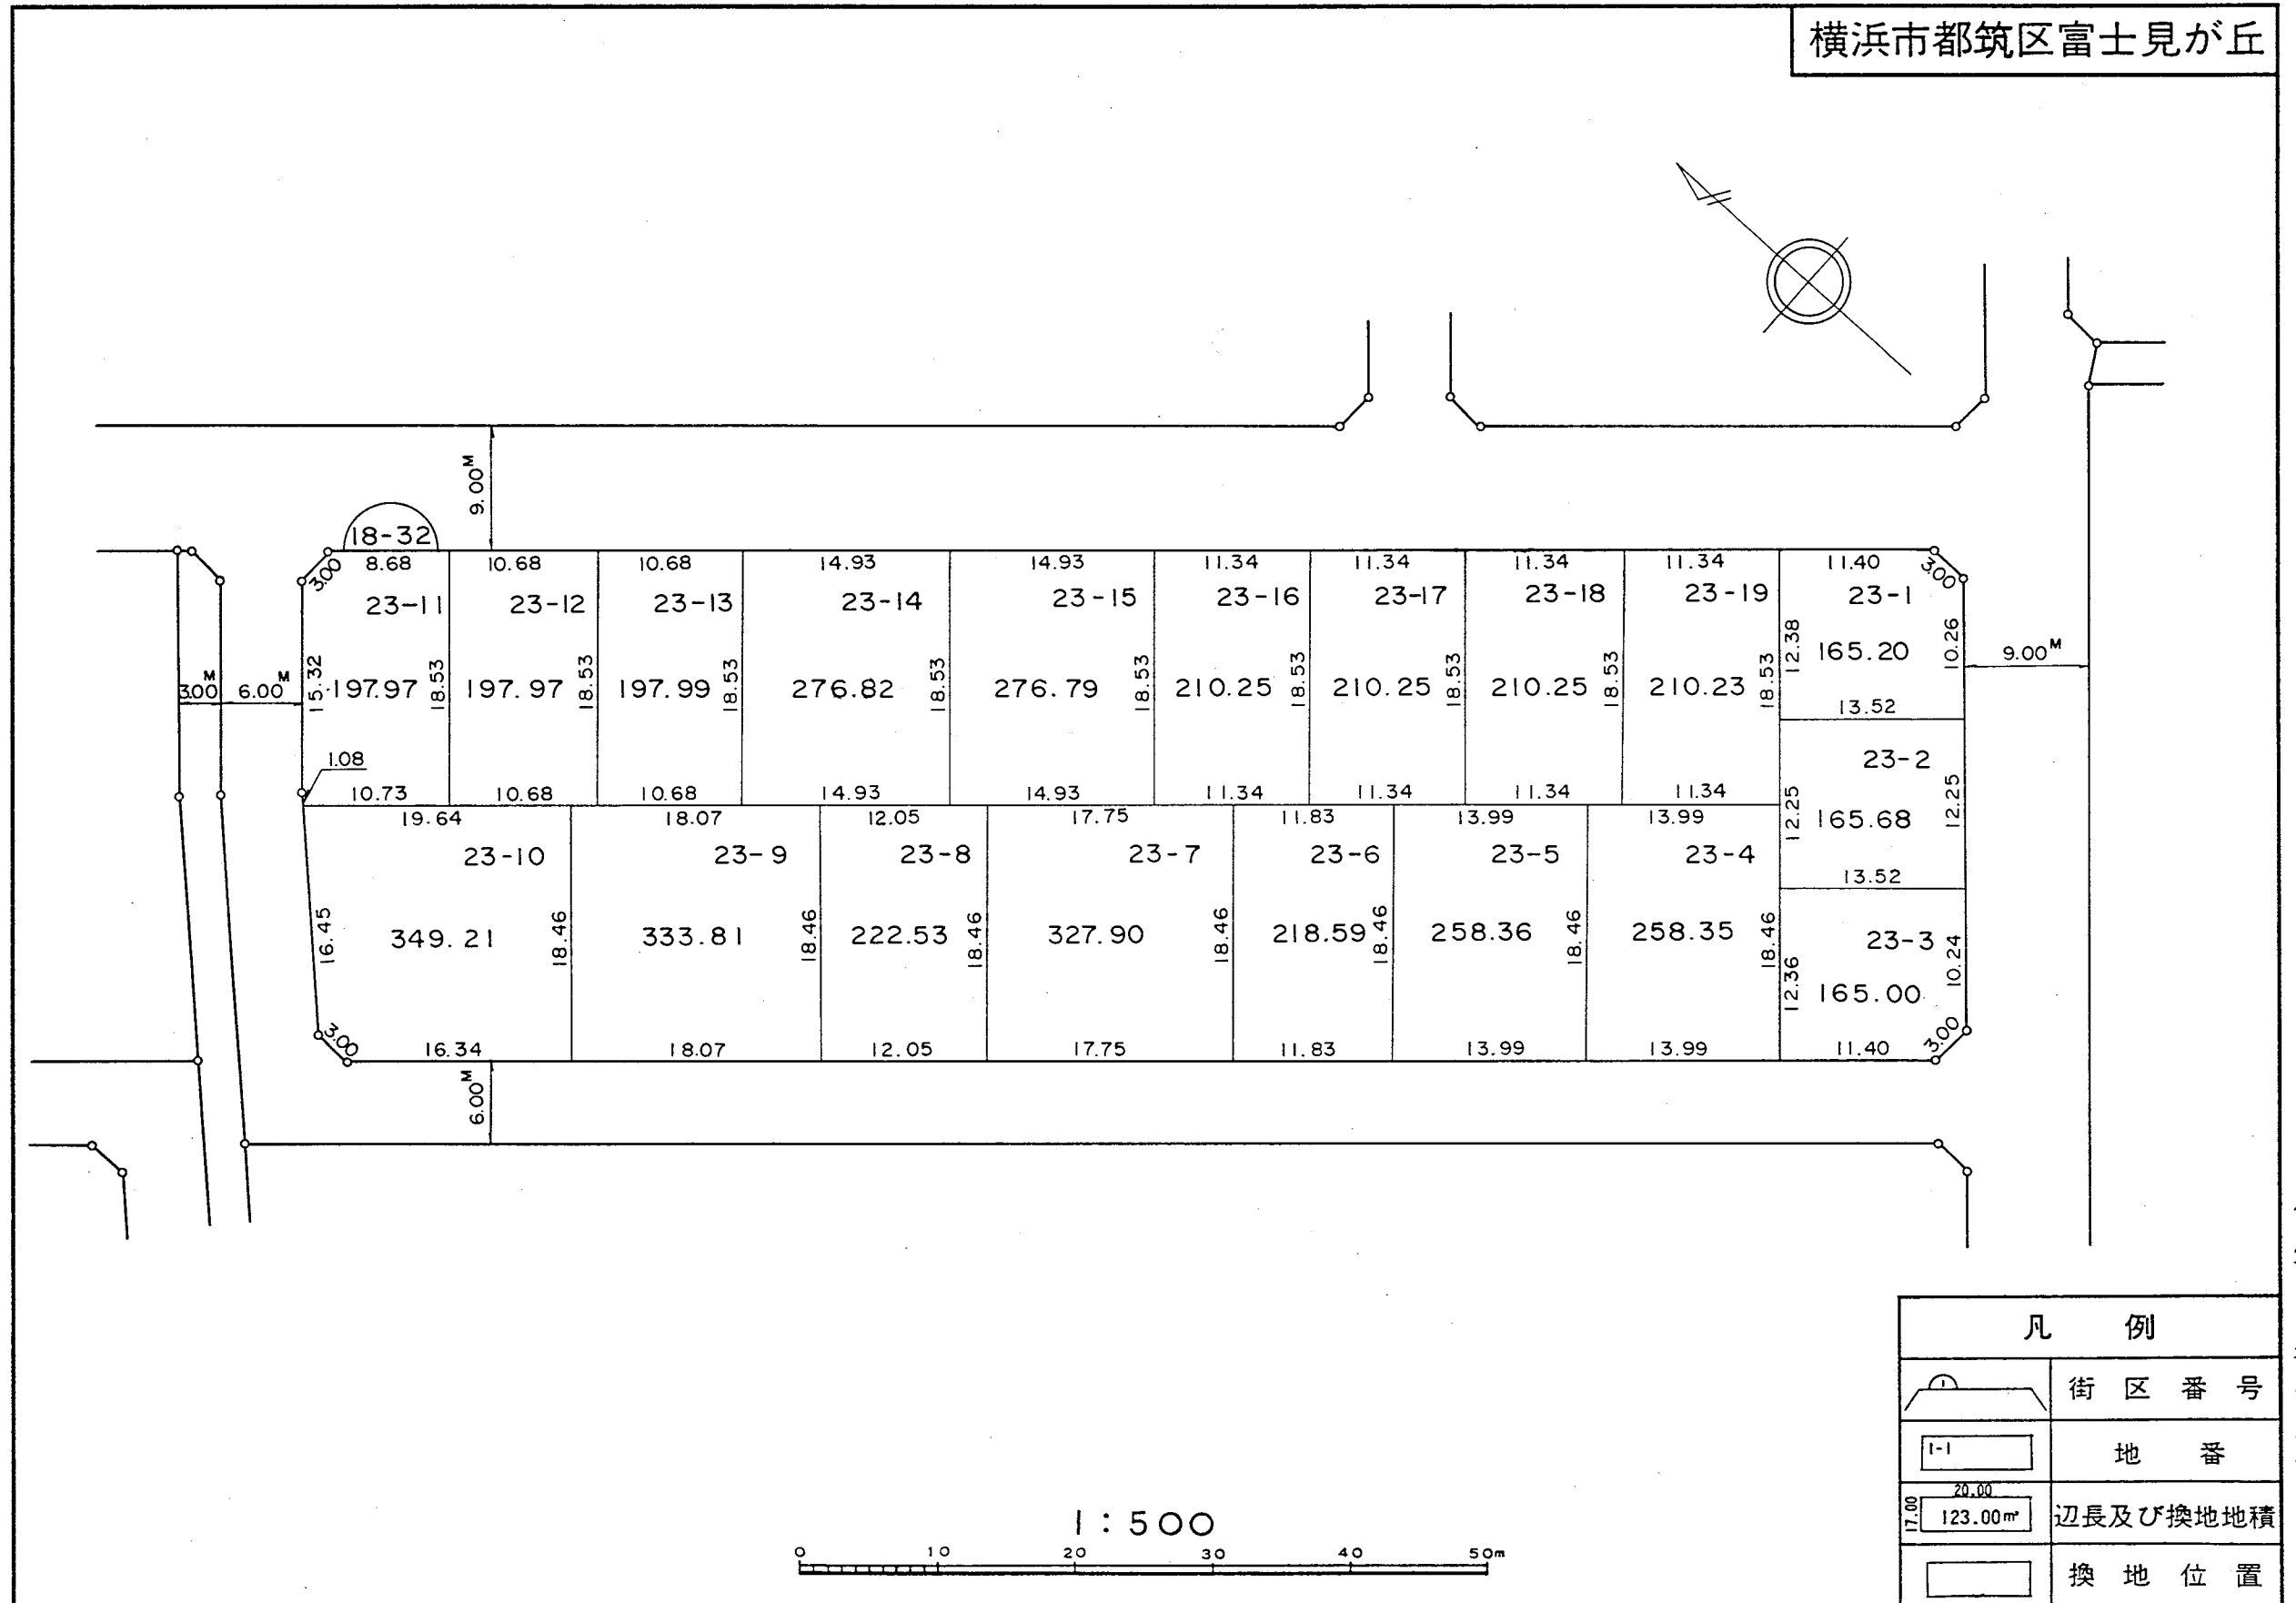 横浜市都筑区富士見が丘
9.00M
18-32
3.00 8.68 10.68 10.68 14.93 14.93 11.34 11.34 11.34 11.34 11.40 3.00
23-11 23-12 23-13 23-14 23-15 23-16 23-17 23-18 23-19 23-1
12.38 165.20 10.26 9.00M
3.00M 6.00M 15.32 197.97 18.53 197.97 18.53 197.99 18.53 276.82 18.53 276.79 18.53 210.25 18.53 210.25 18.53 210.25 18.53 210.23 18.53
13.52
1.08
23-2
10.73 10.68 10.68 14.93 14.93 11.34 11.34 11.34 11.34
12.25 165.68 12.25
19.64 18.07 12.05 17.75 11.83 13.99 13.99
23-10 23-9 23-8 23-7 23-6 23-5 23-4
13.52
16.45 349.21 18.46 333.81 18.46 222.53 18.46 327.90 18.46 218.59 18.46 258.36 18.46 258.35 18.46
23-3
12.36 165.00 10.24
3.00 16.34 18.07 12.05 17.75 11.83 13.99 13.99 11.40 3.00
6.00M
凡 例
1 街区番号
1-1 地番
20.00
17.00 123.00㎡ 辺長及び換地地積
換地位置
1:500
0 10 20 30 40 50m